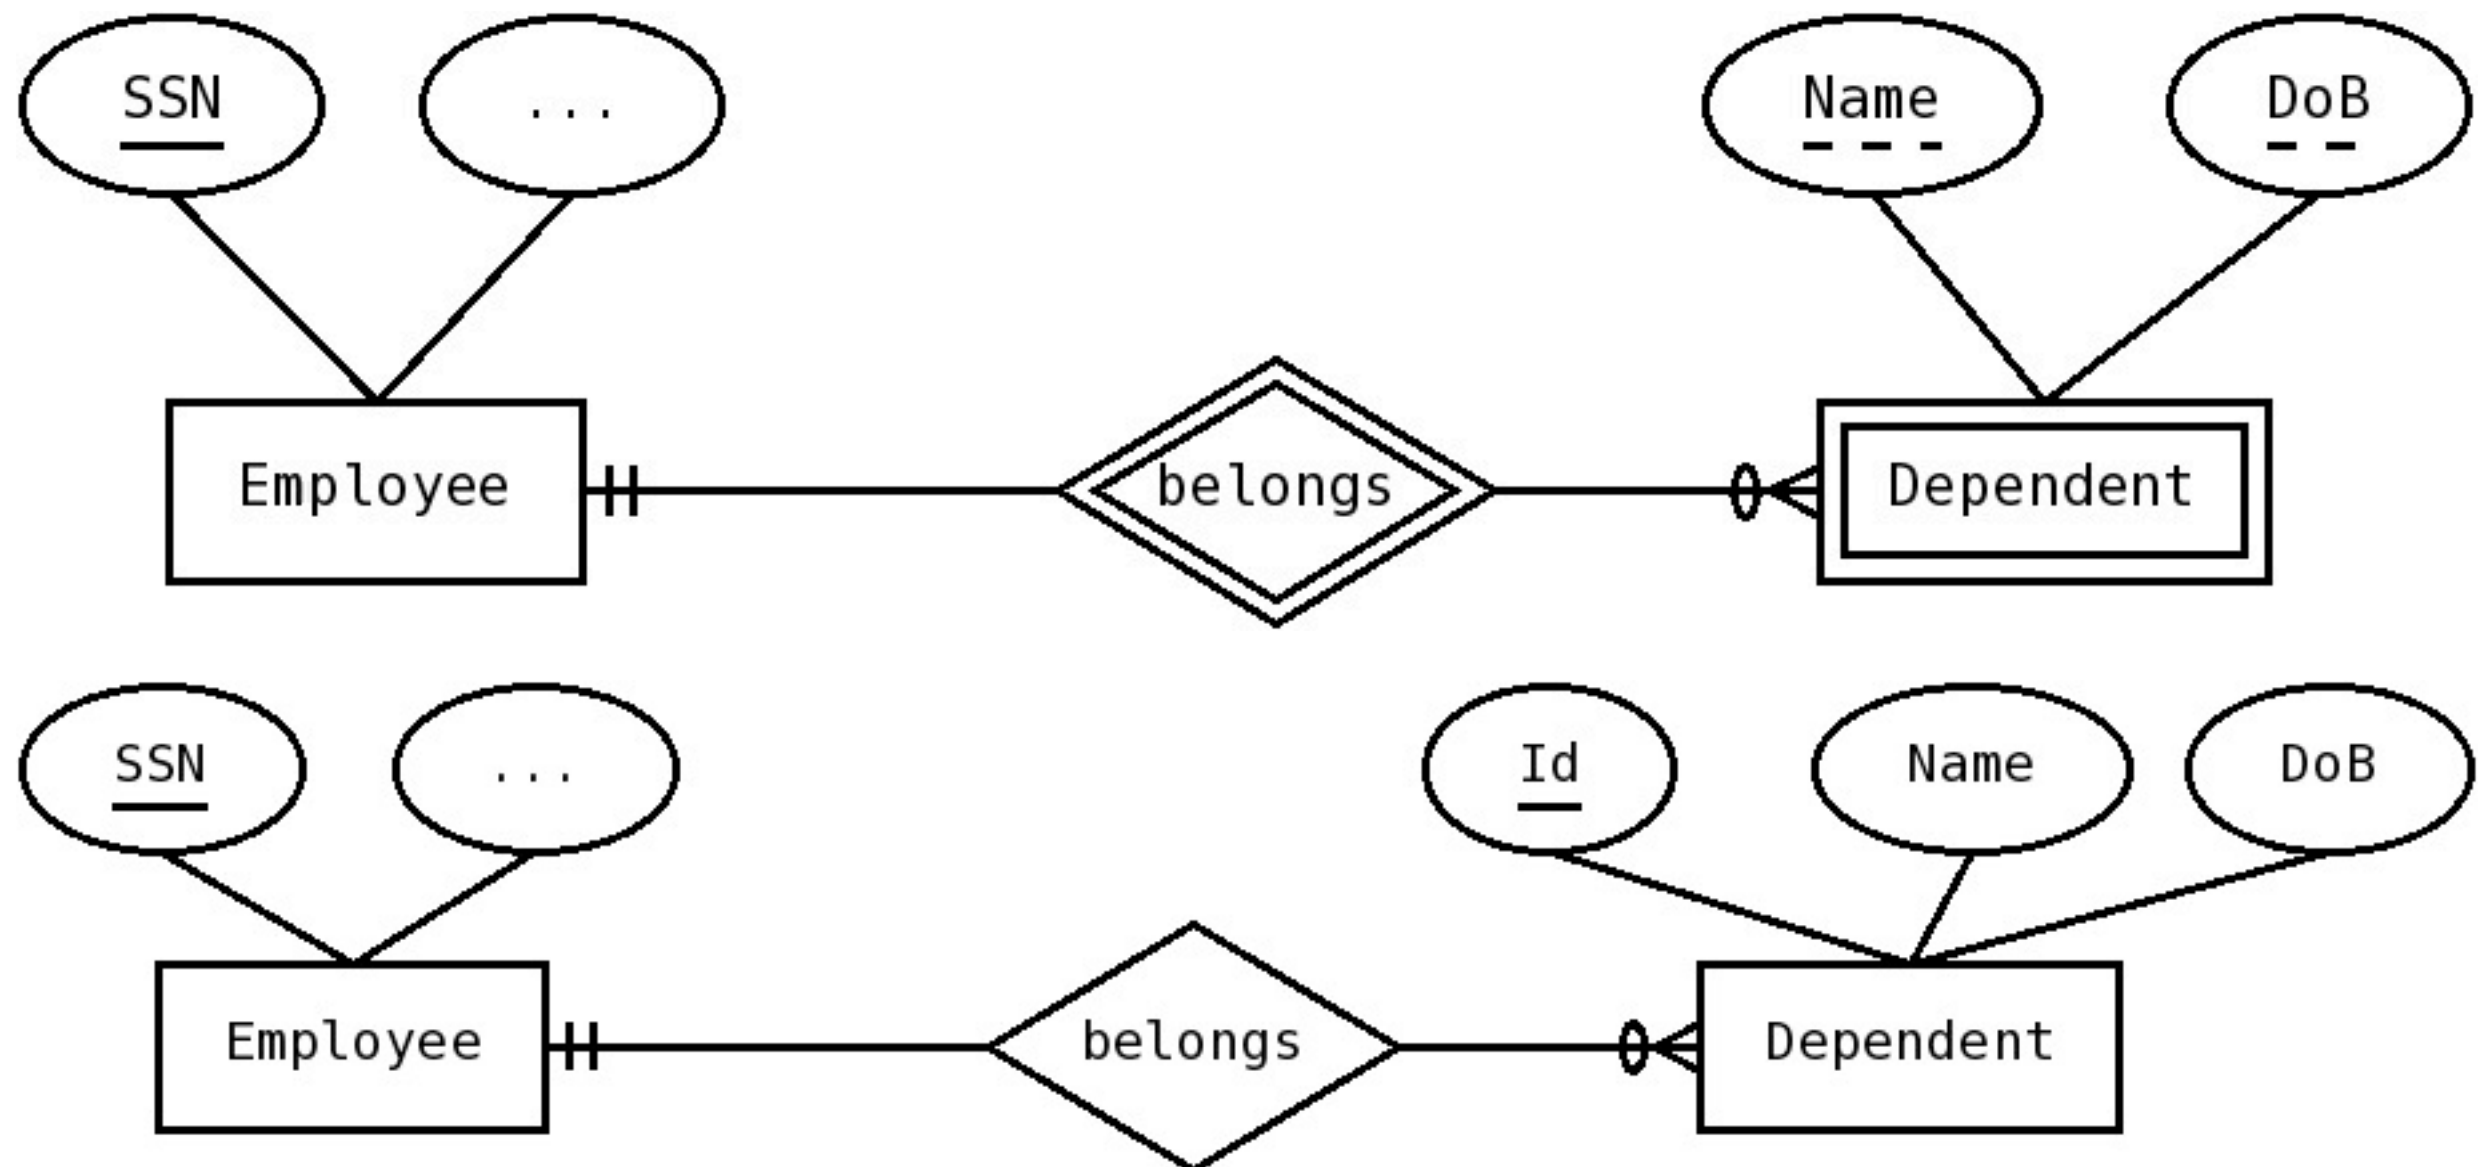 SSN
...
Name
DoB
Employee
belongs
Dependent
SSN
...
Id
Name
DoB
Employee
belongs
Dependent